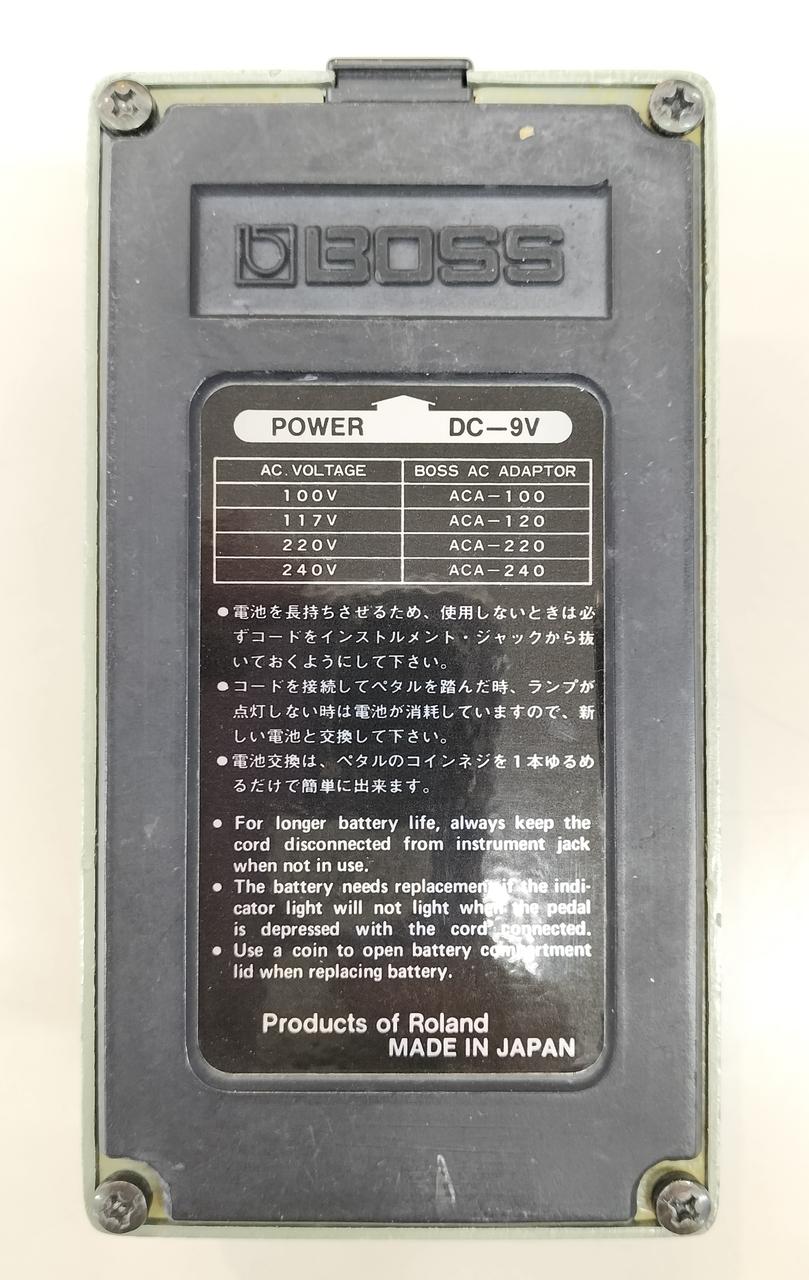 BOSS
POWER DC—9V
AC. VOLTAGE BOSS AC ADAPTOR
100V ACA—100
117V ACA—120
220V ACA—220
240V ACA—240
●電池を長持ちさせるため、使用しないときは必
ずコードをインストルメント・ジャックから抜
いておくようにして下さい。
●コードを接続してペタルを踏んだ時、ランプが
点灯しない時は電池が消耗していますので、新
しい電池と交換して下さい。
●電池交換は、ペタルのコインネジを1本ゆるめ
るだけで簡単に出来ます。
● For longer battery life, always keep the
cord disconnected from instrument jack
when not in use.
● The battery needs replacement if the indi-
cator light will not light when the pedal
is depressed with the cord connected.
● Use a coin to open battery compartment
lid when replacing battery.
Products of Roland
MADE IN JAPAN